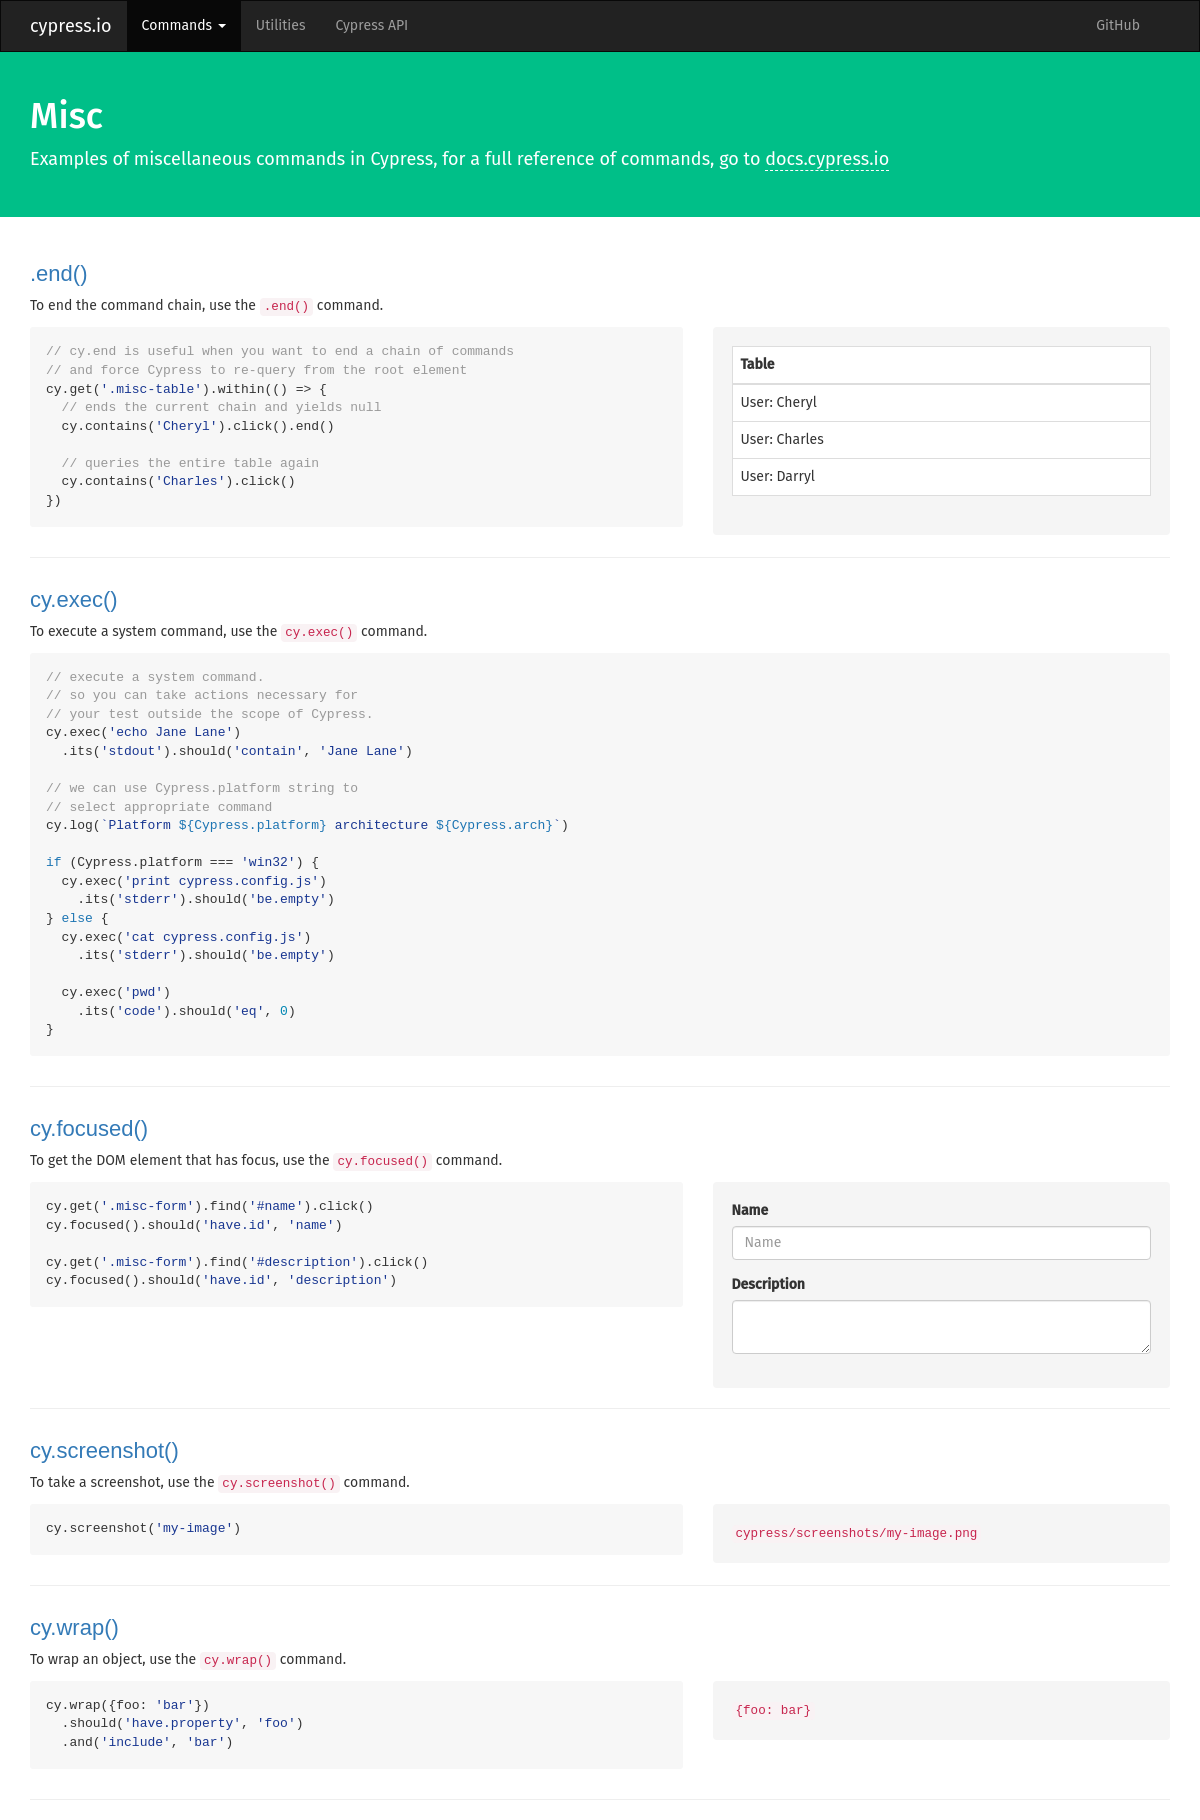 cypress.io Commands Utilities Cypress API GitHub
Misc
Examples of miscellaneous commands in Cypress, for a full reference of commands, go to docs.cypress.io
.end()
To end the command chain, use the .end() command.
// cy.end is useful when you want to end a chain of commands
// and force Cypress to re-query from the root element
cy.get('.misc-table').within(() => {
  // ends the current chain and yields null
  cy.contains('Cheryl').click().end()

  // queries the entire table again
  cy.contains('Charles').click()
})
Table
User: Cheryl
User: Charles
User: Darryl
cy.exec()
To execute a system command, use the cy.exec() command.
// execute a system command.
// so you can take actions necessary for
// your test outside the scope of Cypress.
cy.exec('echo Jane Lane')
  .its('stdout').should('contain', 'Jane Lane')

// we can use Cypress.platform string to
// select appropriate command
cy.log(`Platform ${Cypress.platform} architecture ${Cypress.arch}`)

if (Cypress.platform === 'win32') {
  cy.exec('print cypress.config.js')
    .its('stderr').should('be.empty')
} else {
  cy.exec('cat cypress.config.js')
    .its('stderr').should('be.empty')

  cy.exec('pwd')
    .its('code').should('eq', 0)
}
cy.focused()
To get the DOM element that has focus, use the cy.focused() command.
cy.get('.misc-form').find('#name').click()
cy.focused().should('have.id', 'name')

cy.get('.misc-form').find('#description').click()
cy.focused().should('have.id', 'description')
Name
Name
Description
cy.screenshot()
To take a screenshot, use the cy.screenshot() command.
cy.screenshot('my-image')
cypress/screenshots/my-image.png
cy.wrap()
To wrap an object, use the cy.wrap() command.
cy.wrap({foo: 'bar'})
  .should('have.property', 'foo')
  .and('include', 'bar')
{foo: bar}